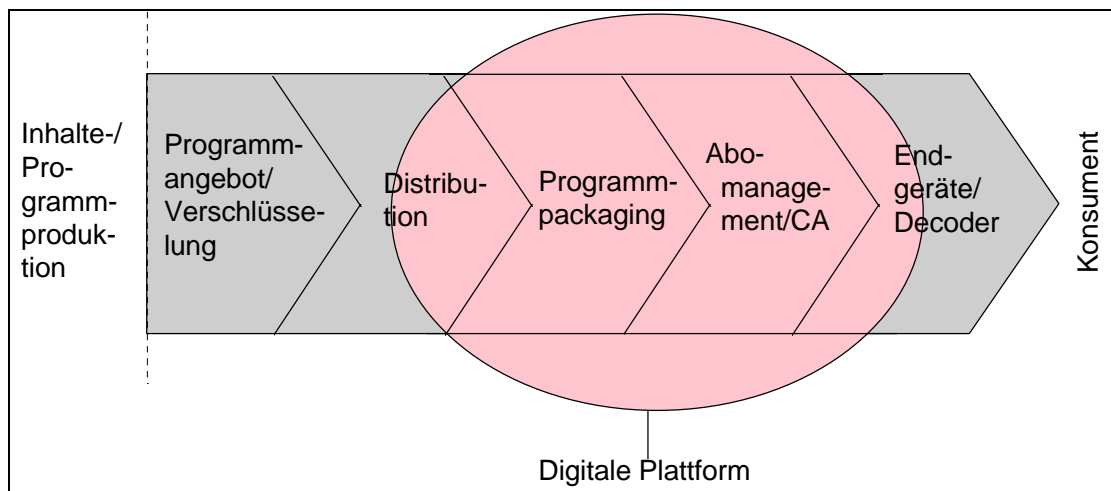 Inhalte-/
Pro-
grammm-
produk-
tion
Programm-
angebot/
Verschlüsse-
lung
Distribu-
tion
Programm-
packaging
Abo-
manage-
ment/CA
End-
geräte/
Decoder
Konsument
Digitale Plattform